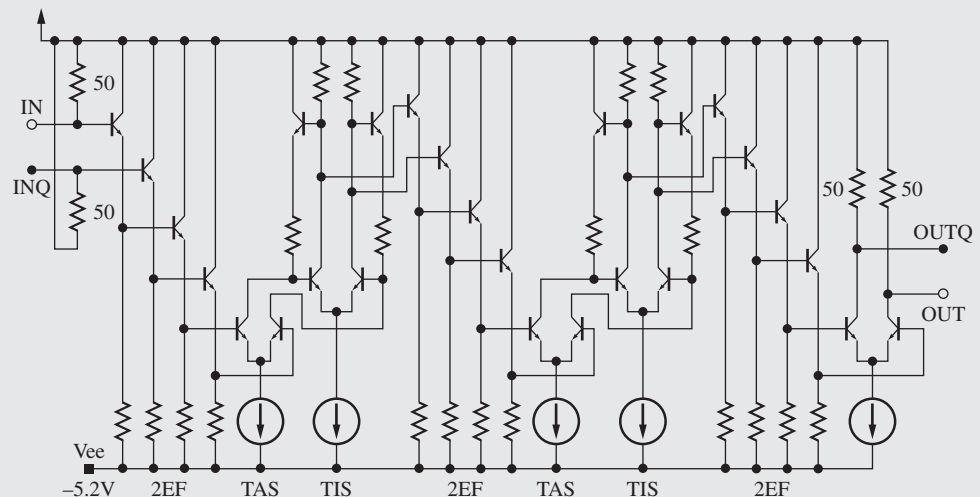 50
IN
INQ
50
50
50
OUTQ
OUT
Vee
–5.2V
2EF
TAS
TIS
2EF
TAS
TIS
2EF